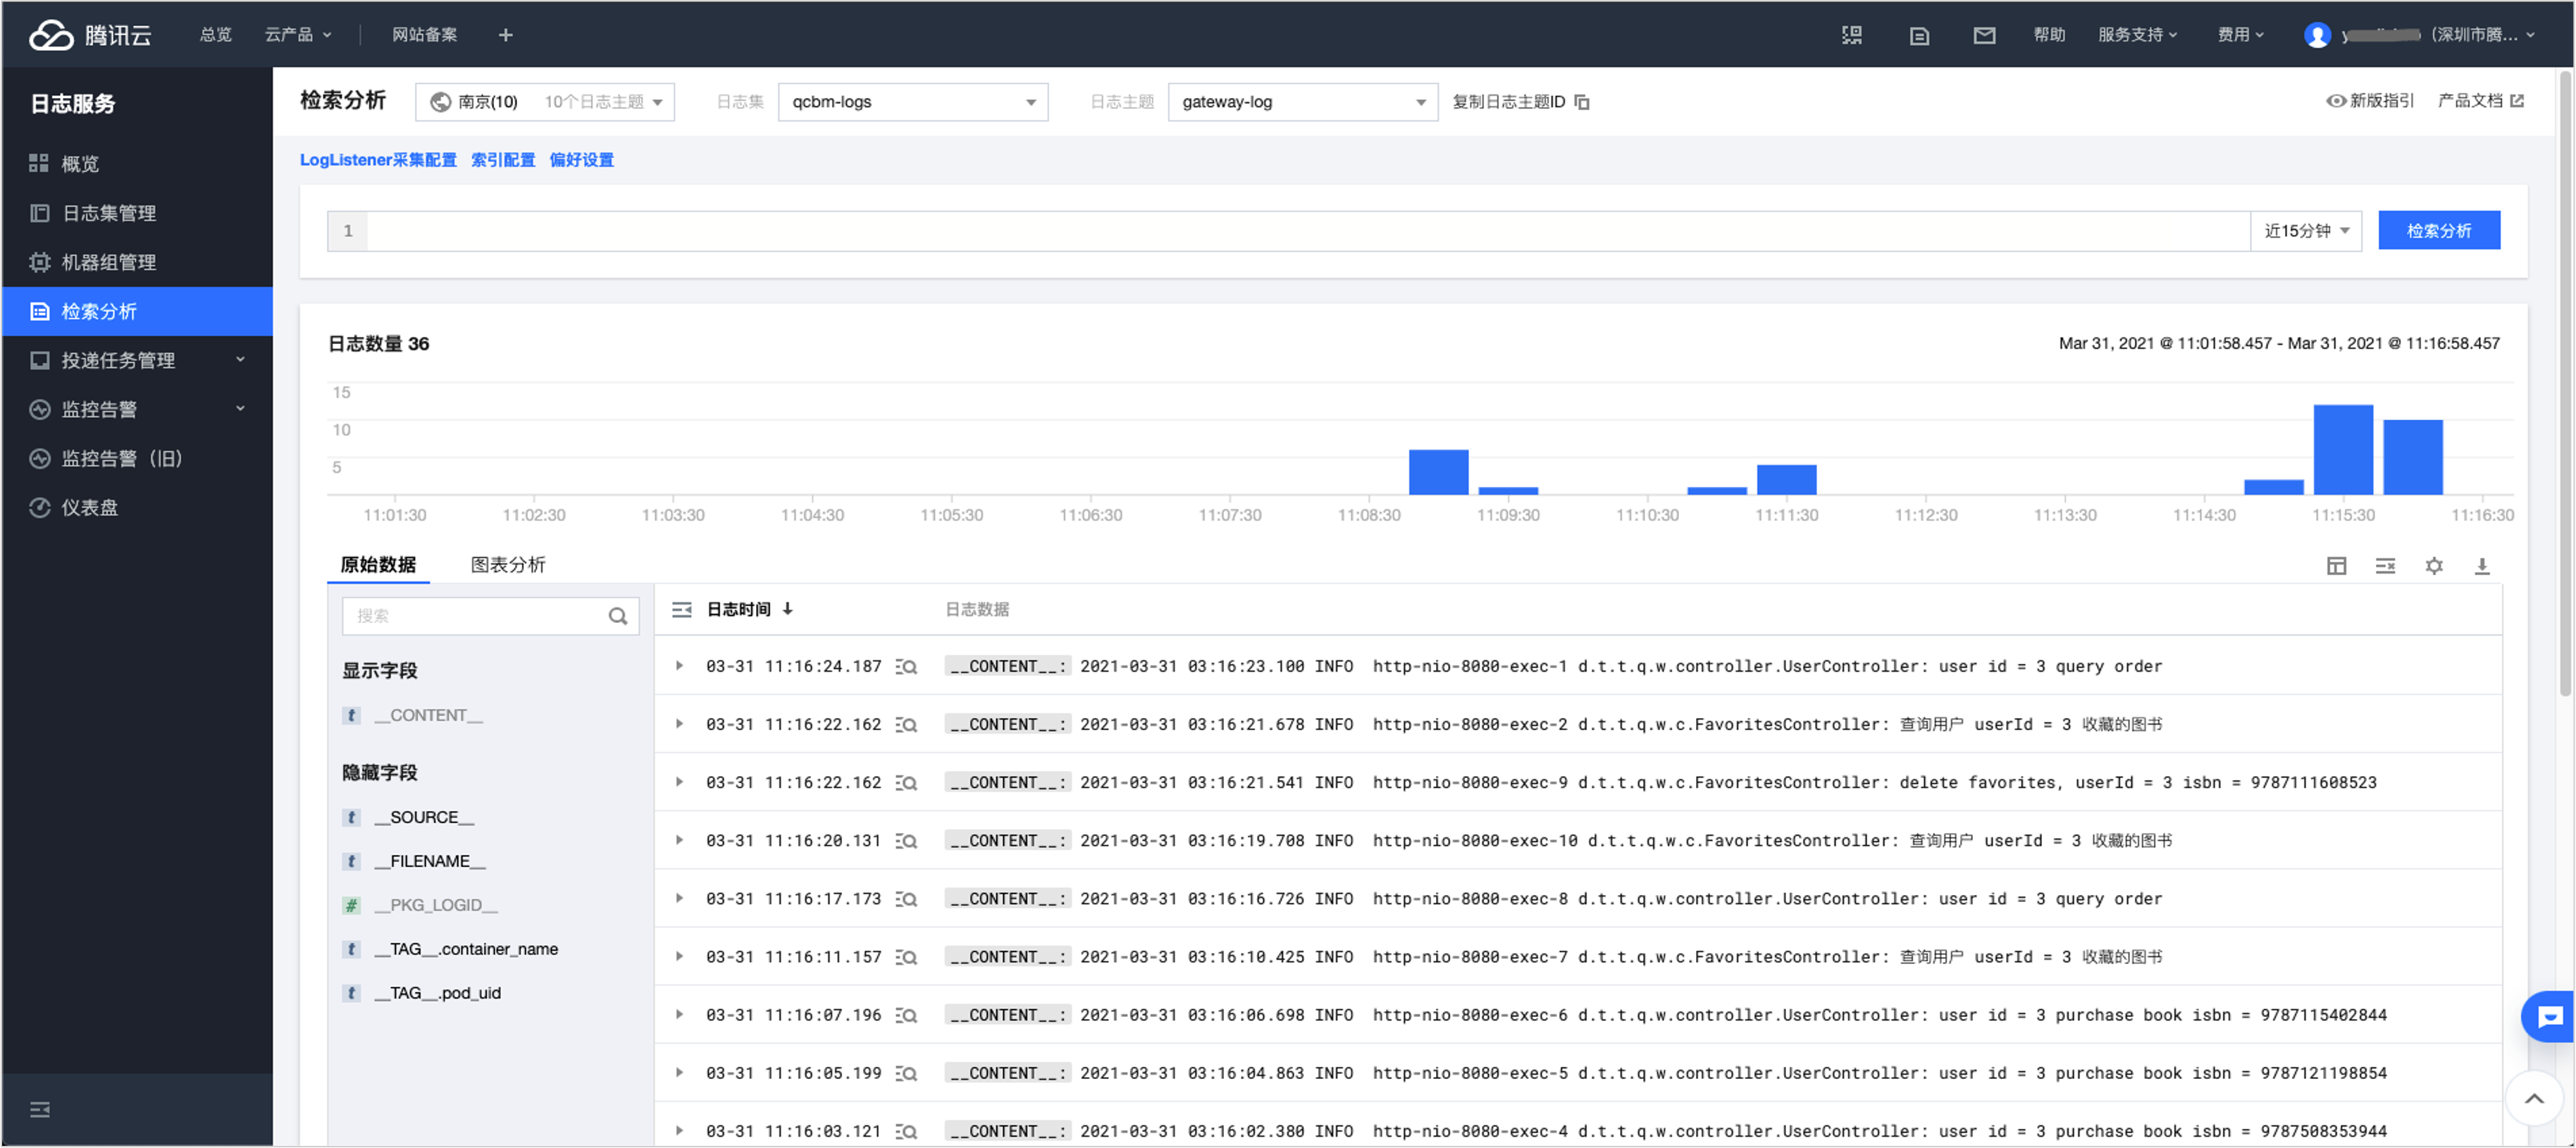 腾讯云 总览 云产品 网站备案 帮助 服务支持 费用 (深圳市腾...
日志服务
概览
日志集管理
机器组管理
检索分析
投递任务管理
监控告警
监控告警（旧）
仪表盘
检索分析 南京(10) 10个日志主题 日志集 qcbm-logs 日志主题 gateway-log 复制日志主题ID 新版指引 产品文档
LogListener采集配置 索引配置 偏好设置
1 近15分钟 检索分析
日志数量 36 Mar 31, 2021 @ 11:01:58.457 - Mar 31, 2021 @ 11:16:58.457
15
10
5
11:01:30 11:02:30 11:03:30 11:04:30 11:05:30 11:06:30 11:07:30 11:08:30 11:09:30 11:10:30 11:11:30 11:12:30 11:13:30 11:14:30 11:15:30 11:16:30
原始数据 图表分析
搜索
显示字段
t __CONTENT__
隐藏字段
t __SOURCE__
t __FILENAME__
# __PKG_LOGID__
t __TAG__.container_name
t __TAG__.pod_uid
日志时间 日志数据
03-31 11:16:24.187 __CONTENT__: 2021-03-31 03:16:23.100 INFO http-nio-8080-exec-1 d.t.t.q.w.controller.UserController: user id = 3 query order
03-31 11:16:22.162 __CONTENT__: 2021-03-31 03:16:21.678 INFO http-nio-8080-exec-2 d.t.t.q.w.c.FavoritesController: 查询用户 userId = 3 收藏的图书
03-31 11:16:22.162 __CONTENT__: 2021-03-31 03:16:21.541 INFO http-nio-8080-exec-9 d.t.t.q.w.c.FavoritesController: delete favorites, userId = 3 isbn = 9787111608523
03-31 11:16:20.131 __CONTENT__: 2021-03-31 03:16:19.708 INFO http-nio-8080-exec-10 d.t.t.q.w.c.FavoritesController: 查询用户 userId = 3 收藏的图书
03-31 11:16:17.173 __CONTENT__: 2021-03-31 03:16:16.726 INFO http-nio-8080-exec-8 d.t.t.q.w.controller.UserController: user id = 3 query order
03-31 11:16:11.157 __CONTENT__: 2021-03-31 03:16:10.425 INFO http-nio-8080-exec-7 d.t.t.q.w.c.FavoritesController: 查询用户 userId = 3 收藏的图书
03-31 11:16:07.196 __CONTENT__: 2021-03-31 03:16:06.698 INFO http-nio-8080-exec-6 d.t.t.q.w.controller.UserController: user id = 3 purchase book isbn = 9787115402844
03-31 11:16:05.199 __CONTENT__: 2021-03-31 03:16:04.863 INFO http-nio-8080-exec-5 d.t.t.q.w.controller.UserController: user id = 3 purchase book isbn = 9787121198854
03-31 11:16:03.121 __CONTENT__: 2021-03-31 03:16:02.380 INFO http-nio-8080-exec-4 d.t.t.q.w.controller.UserController: user id = 3 purchase book isbn = 9787508353944